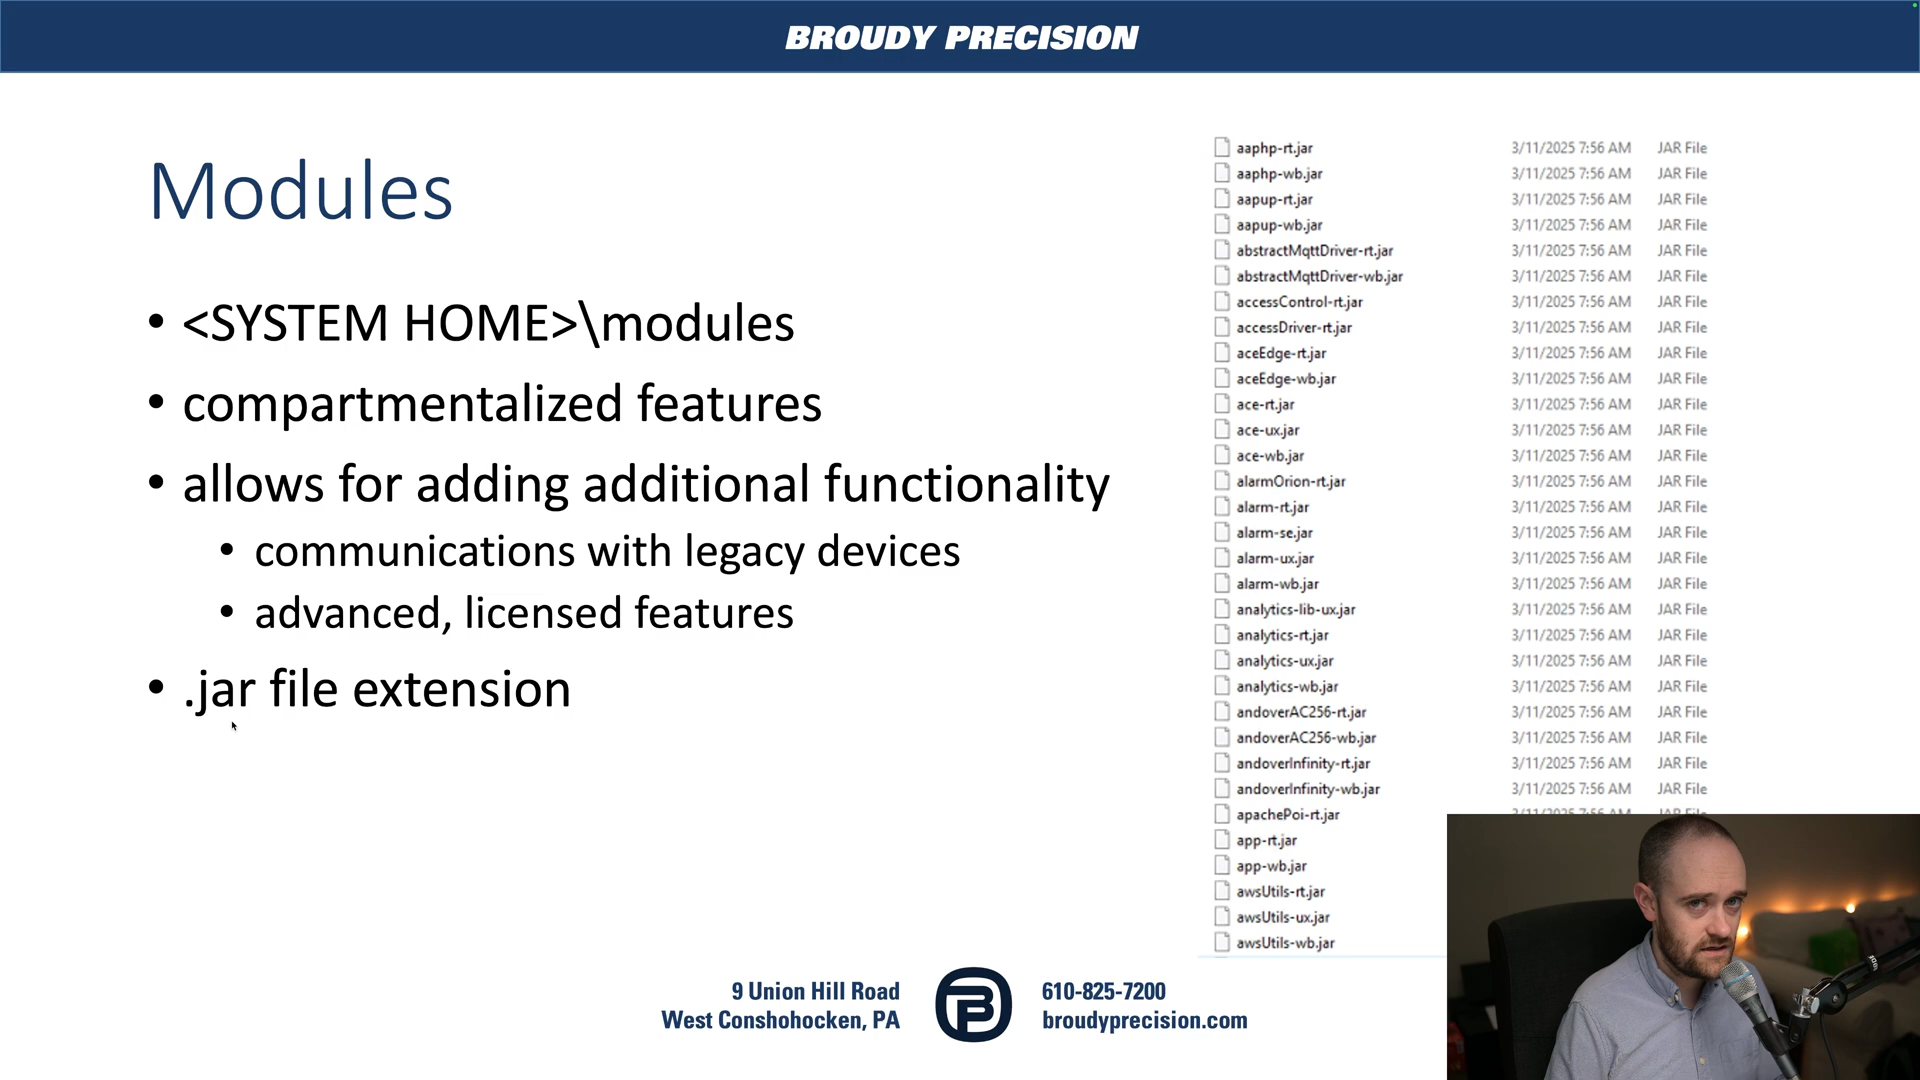 BROUDY PRECISION
Modules
• <SYSTEM HOME>\modules
• compartmentalized features
• allows for adding additional functionality
• communications with legacy devices
• advanced, licensed features
• .jar file extension
aaphp-rt.jar 3/11/2025 7:56 AM JAR File
aaphp-wb.jar 3/11/2025 7:56 AM JAR File
aapup-rt.jar 3/11/2025 7:56 AM JAR File
aapup-wb.jar 3/11/2025 7:56 AM JAR File
abstractMqttDriver-rt.jar 3/11/2025 7:56 AM JAR File
abstractMqttDriver-wb.jar 3/11/2025 7:56 AM JAR File
accessControl-rt.jar 3/11/2025 7:56 AM JAR File
accessDriver-rt.jar 3/11/2025 7:56 AM JAR File
aceEdge-rt.jar 3/11/2025 7:56 AM JAR File
aceEdge-wb.jar 3/11/2025 7:56 AM JAR File
ace-rt.jar 3/11/2025 7:56 AM JAR File
ace-ux.jar 3/11/2025 7:56 AM JAR File
ace-wb.jar 3/11/2025 7:56 AM JAR File
alarmOrion-rt.jar 3/11/2025 7:56 AM JAR File
alarm-rt.jar 3/11/2025 7:56 AM JAR File
alarm-se.jar 3/11/2025 7:56 AM JAR File
alarm-ux.jar 3/11/2025 7:56 AM JAR File
alarm-wb.jar 3/11/2025 7:56 AM JAR File
analytics-lib-ux.jar 3/11/2025 7:56 AM JAR File
analytics-rt.jar 3/11/2025 7:56 AM JAR File
analytics-ux.jar 3/11/2025 7:56 AM JAR File
analytics-wb.jar 3/11/2025 7:56 AM JAR File
andoverAC256-rt.jar 3/11/2025 7:56 AM JAR File
andoverAC256-wb.jar 3/11/2025 7:56 AM JAR File
andoverInfinity-rt.jar 3/11/2025 7:56 AM JAR File
andoverInfinity-wb.jar 3/11/2025 7:56 AM JAR File
apachePoi-rt.jar
app-rt.jar
app-wb.jar
awsUtils-rt.jar
awsUtils-ux.jar
awsUtils-wb.jar
9 Union Hill Road
West Conshohocken, PA
610-825-7200
broudyprecision.com